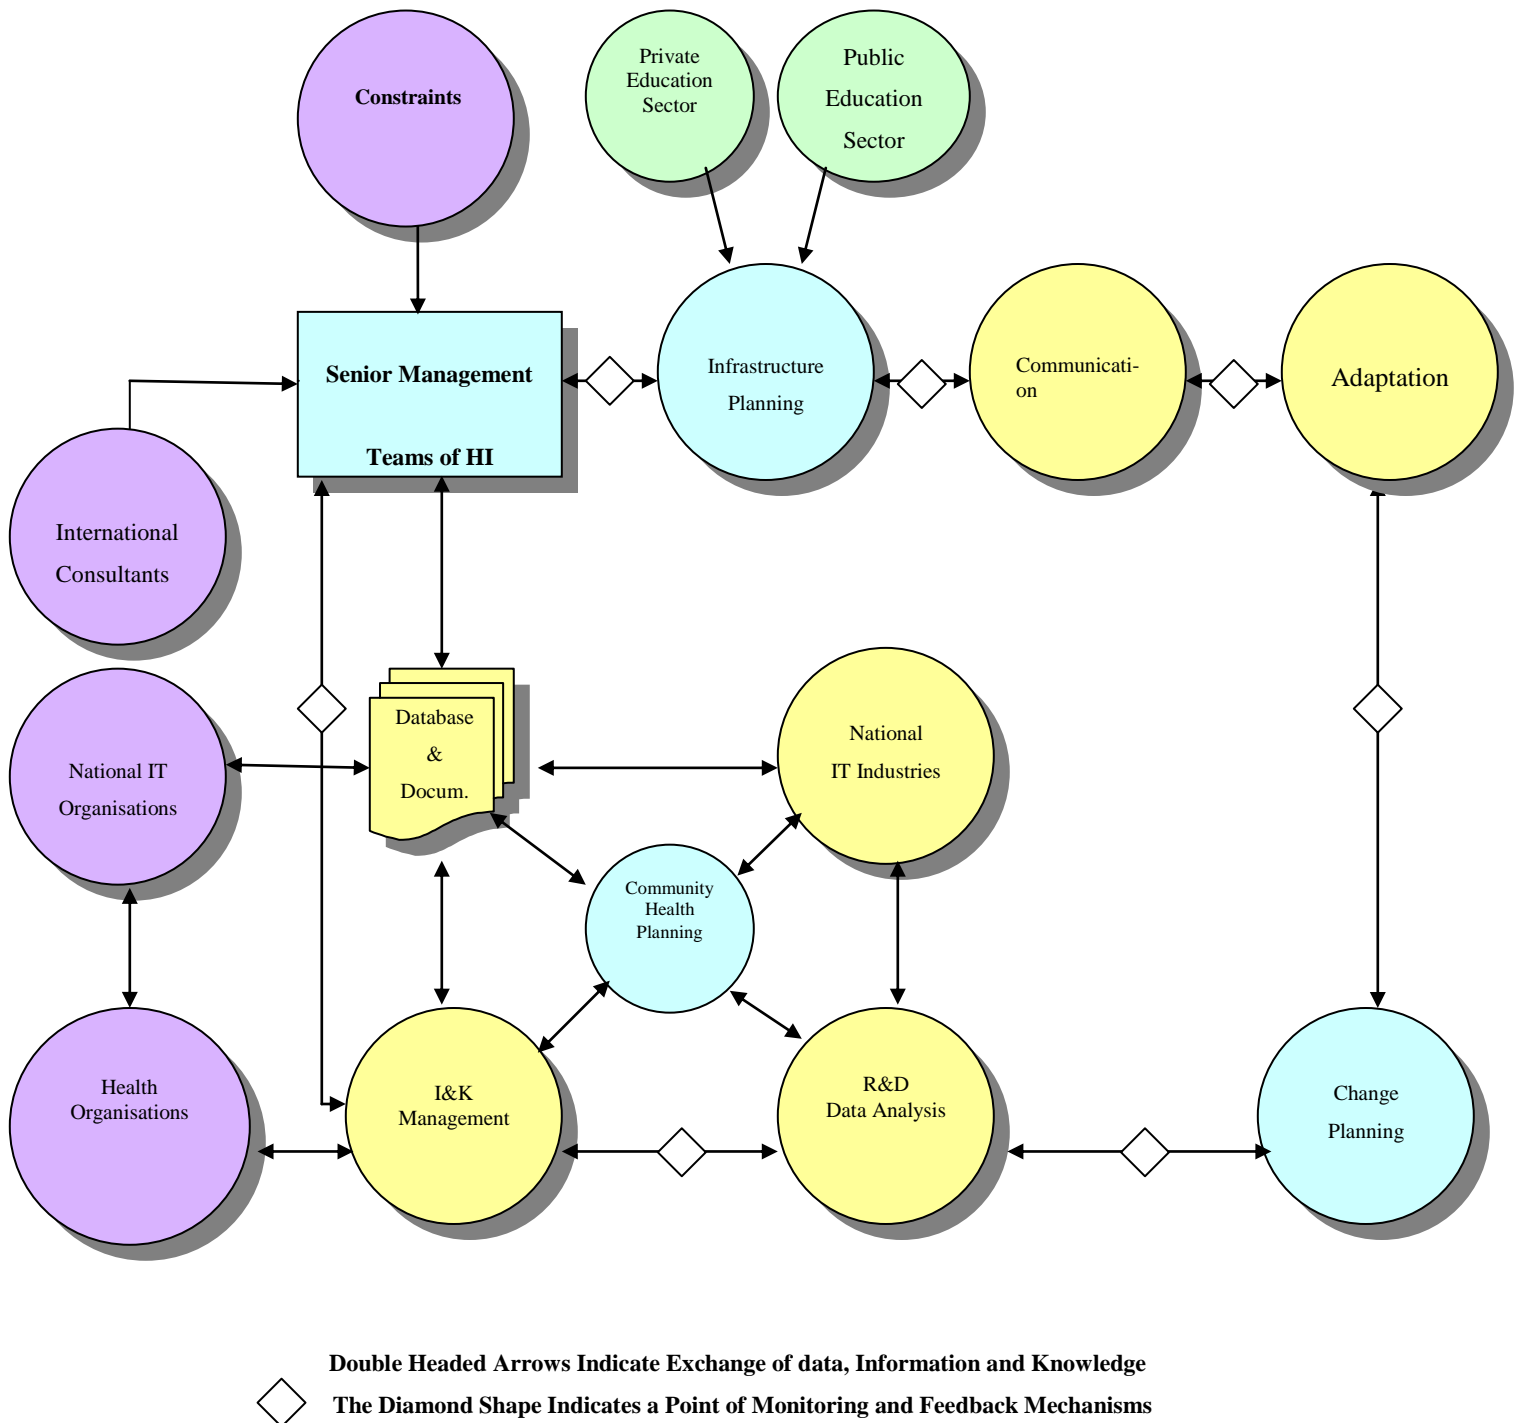 Constraints
Private
Education
Sector
Public
Education
Sector
Senior Management
Teams of HI
Infrastructure
Planning
Communicati-
on
Adaptation
International
Consultants
National IT
Organisations
Database
&
Docum.
National
IT Industries
Community
Health
Planning
Health
Organisations
I&K
Management
R&D
Data Analysis
Change
Planning
Double Headed Arrows Indicate Exchange of data, Information and Knowledge
The Diamond Shape Indicates a Point of Monitoring and Feedback Mechanisms